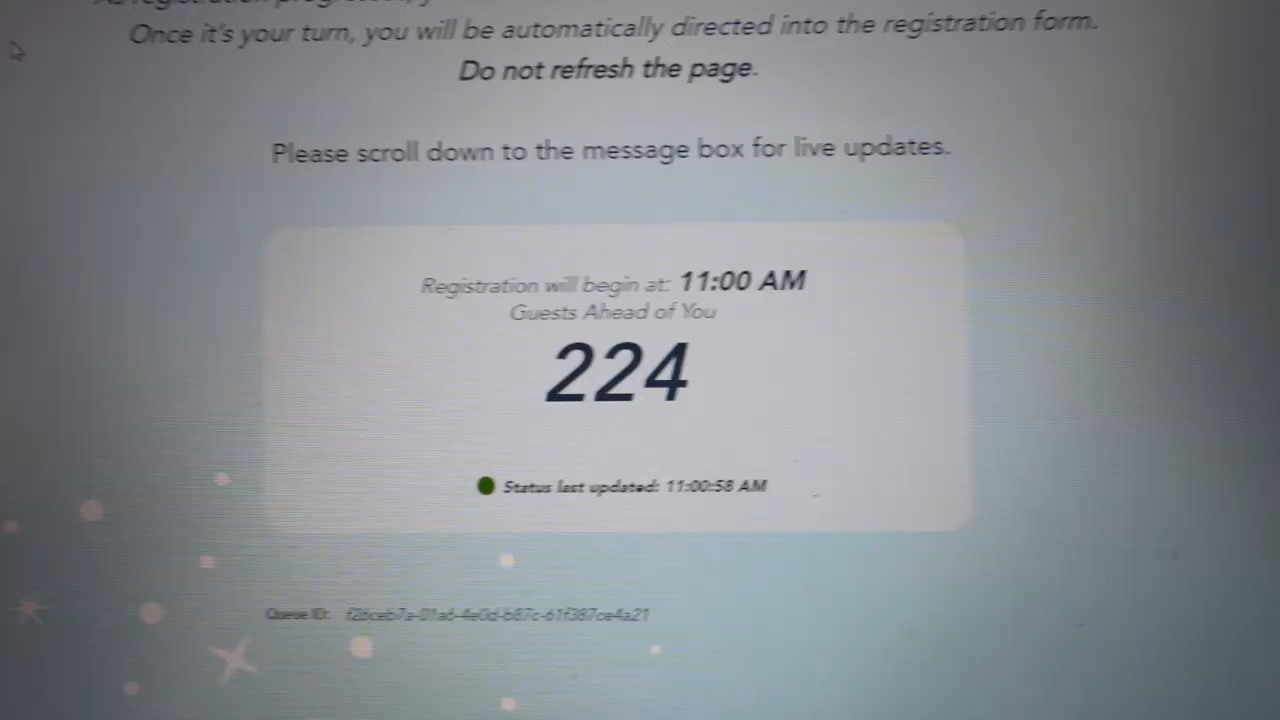 Once it's your turn, you will be automatically directed into the registration form.
Do not refresh the page.
Please scroll down to the message box for live updates.
Registration will begin at: 11:00 AM
Guests Ahead of You
224
Status last updated: 11:00:58 AM
Queue ID: